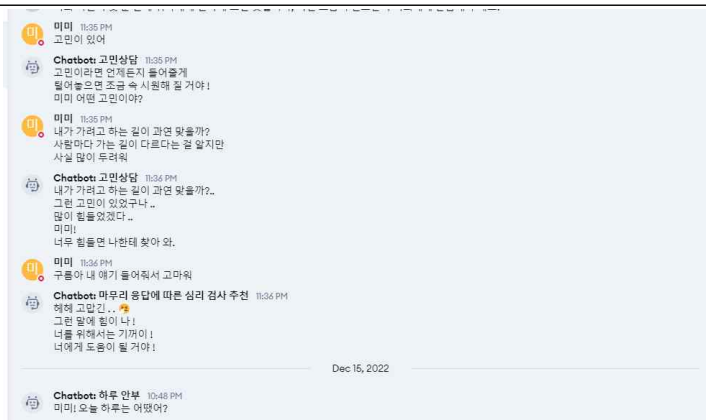 미
미미 11:35 PM
고민이 있어
Chatbot: 고민상담 11:35 PM
고민이라면 언제든지 들어줄게
털어놓으면 조금 속 시원해 질 거야!
미미 어떤 고민이야?
미
미미 11:35 PM
내가 가려고 하는 길이 과연 맞을까?
사람마다 가는 길이 다르다는 걸 알지만
사실 많이 두려워
Chatbot: 고민상담 11:36 PM
내가 가려고 하는 길이 과연 맞을까?..
그런 고민이 있었구나 ..
많이 힘들었겠다 ..
미미!
너무 힘들면 나한테 찾아 와.
미
미미 11:36 PM
구름아 내 얘기 들어줘서 고마워
Chatbot: 마무리 응답에 따른 심리 검사 추천 11:36 PM
헤헤 고맙긴 . .
그런 말에 힘이 나!
너를 위해서는 기꺼이!
너에게 도움이 될 거야!
Dec 15, 2022
Chatbot: 하루 안부 10:48 PM
미미! 오늘 하루는 어땠어?